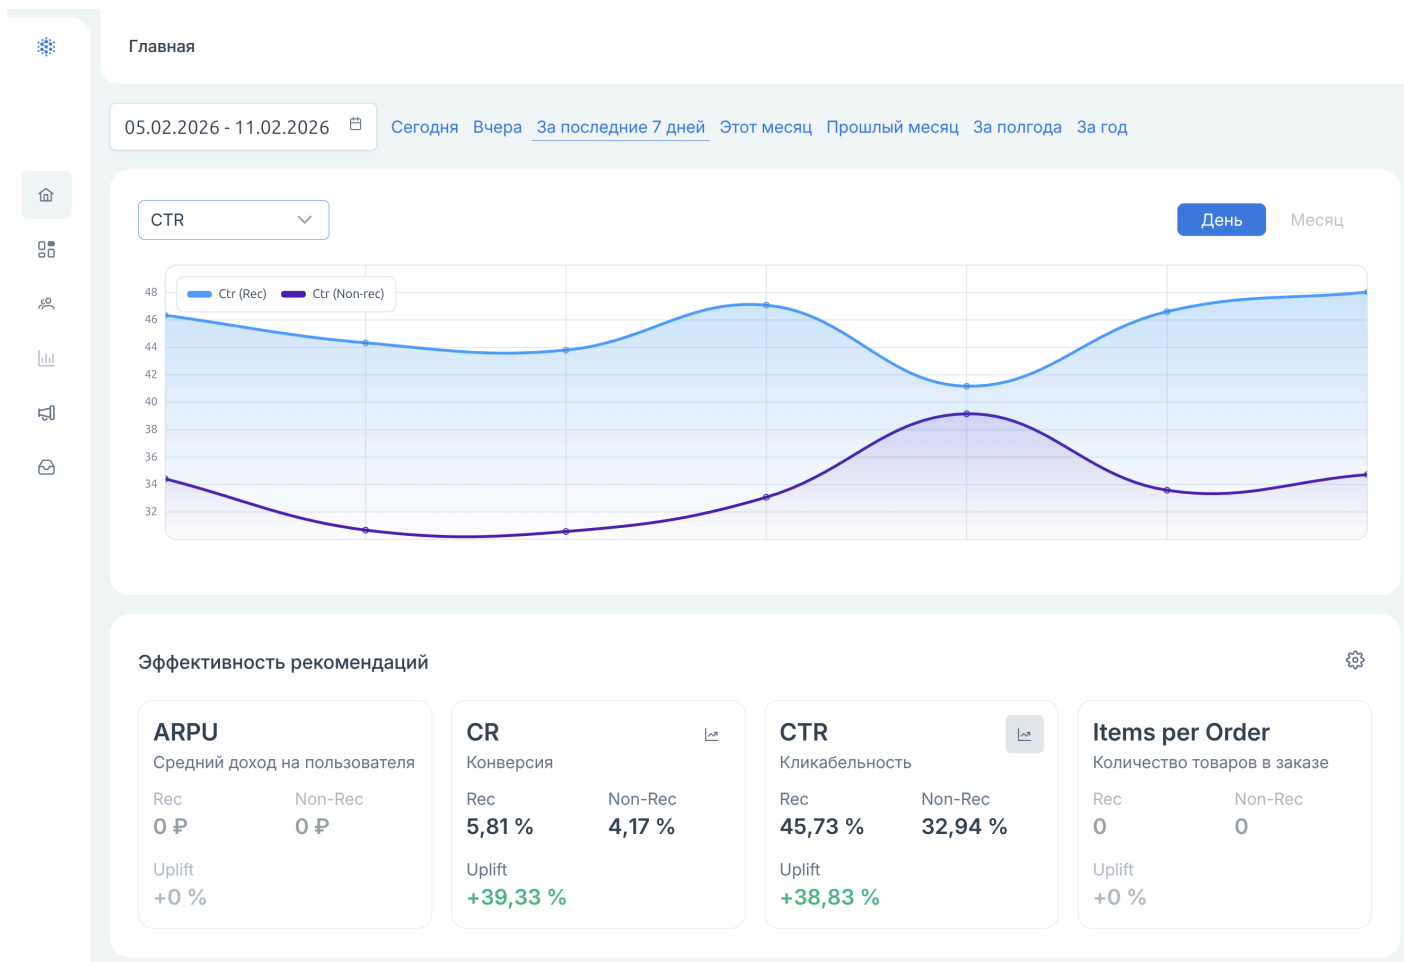 Главная
05.02.2026 - 11.02.2026 Сегодня Вчера За последние 7 дней Этот месяц Прошлый месяц За полгода За год
CTR День Месяц
Ctr (Rec) Ctr (Non-rec)
48
46
44
42
40
38
36
34
32
Эффективность рекомендаций
ARPU
Средний доход на пользователя
Rec Non-Rec
0 ₽ 0 ₽
Uplift
+0 %
CR
Конверсия
Rec Non-Rec
5,81 % 4,17 %
Uplift
+39,33 %
CTR
Кликабельность
Rec Non-Rec
45,73 % 32,94 %
Uplift
+38,83 %
Items per Order
Количество товаров в заказе
Rec Non-Rec
0 0
Uplift
+0 %